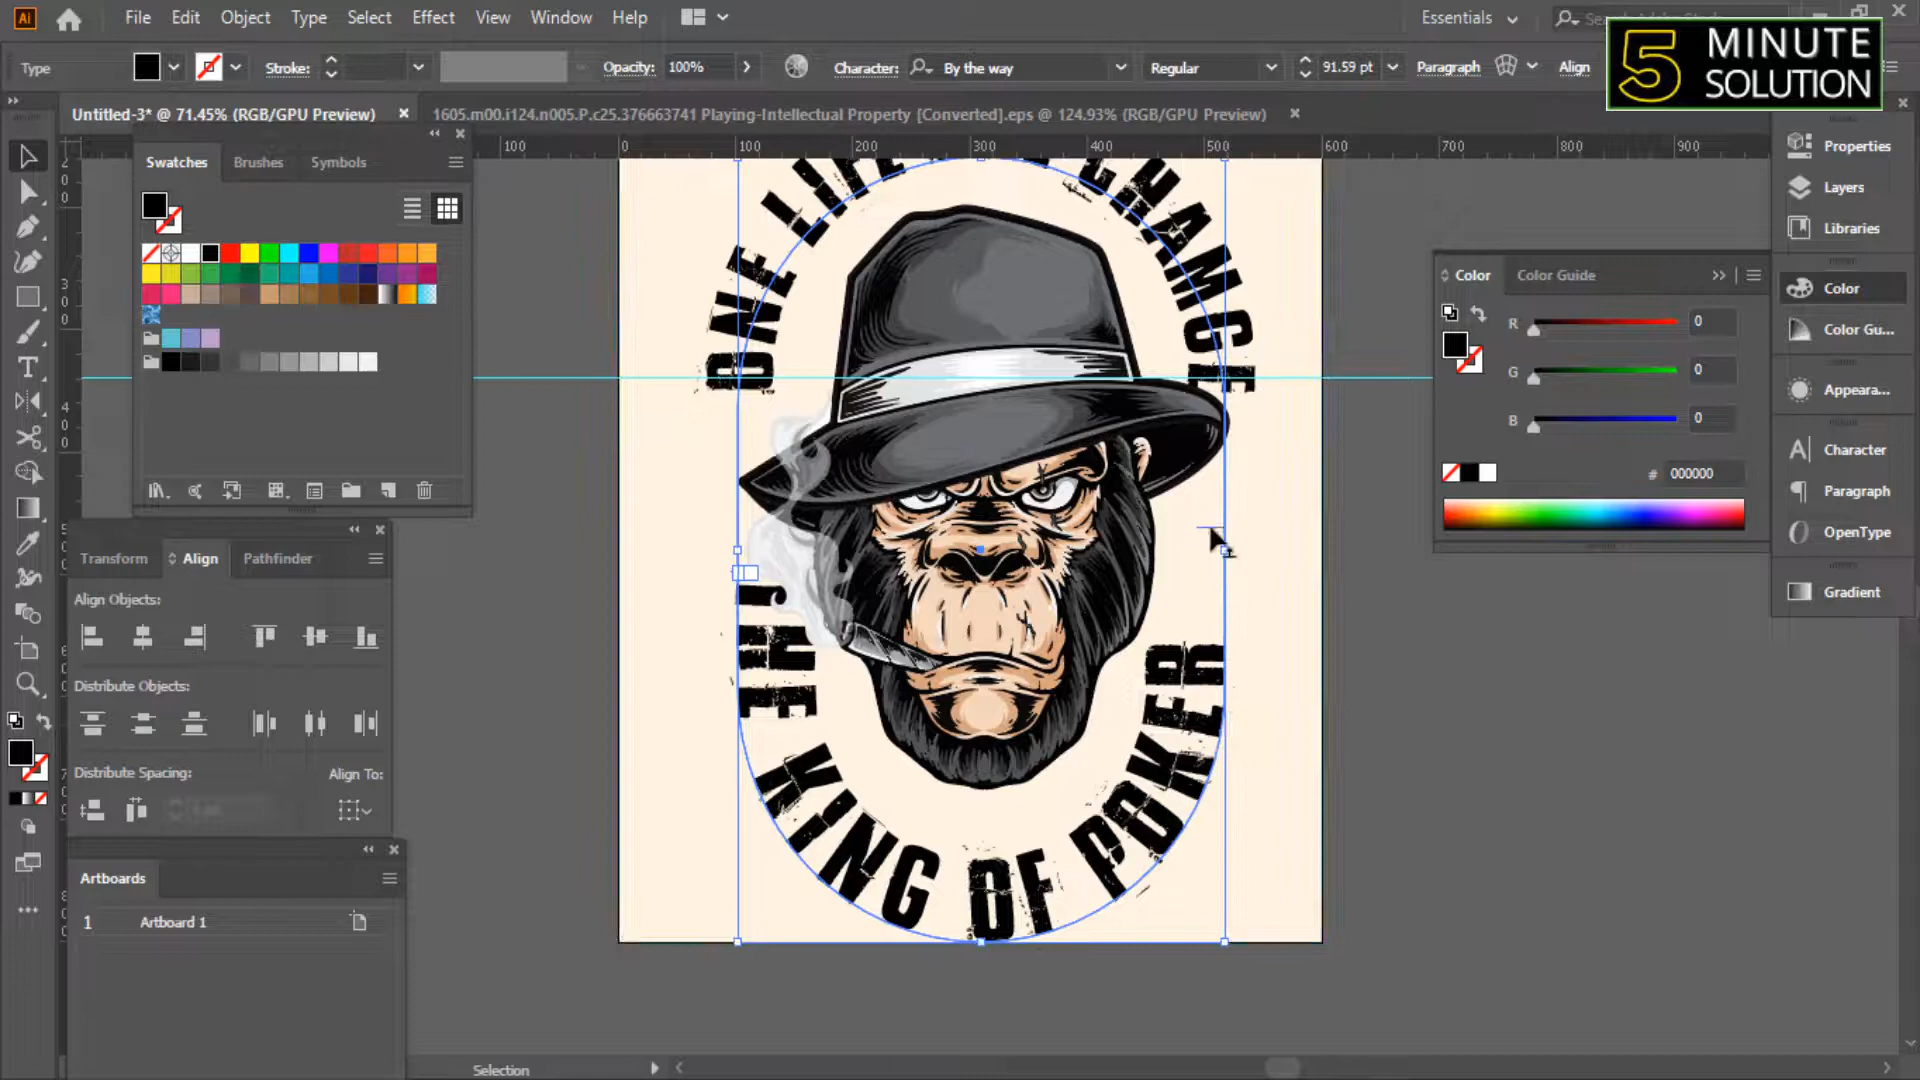 Ai
File Edit Object Type Select Effect View Window Help
Essentials
5 MINUTE
SOLUTION
Type
Stroke:
Opacity: 100%
Character: By the way
Regular
91.59 pt
Paragraph
Align
Untitled-3* @ 71.45% (RGB/GPU Preview)
1605.m00.i124.n005.P.c25.376663741 Playing-Intellectual Property [Converted].eps @ 124.93% (RGB/GPU Preview)
100 0 100 200 300 400 500 600 700 800 900
Swatches Brushes Symbols
Transform Align Pathfinder
Align Objects:
Distribute Objects:
Distribute Spacing: Align To:
Artboards
1 Artboard 1
ONE LIFE CHAMCE
THE KING OF POKER
Color Color Guide
R 0
G 0
B 0
# 000000
Properties
Layers
Libraries
Color
Color Gu...
Appeara...
Character
Paragraph
OpenType
Gradient
Selection